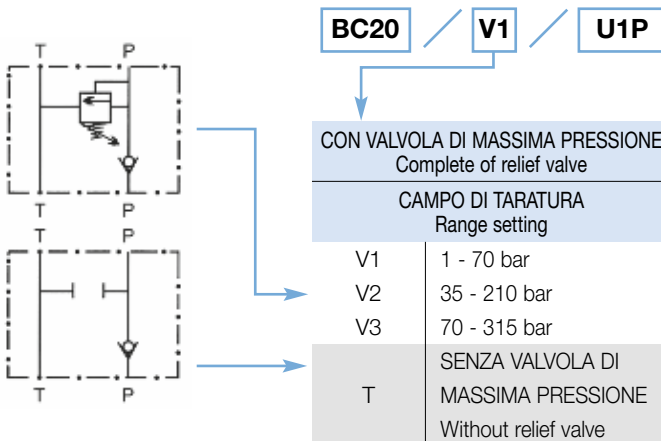 BC20 / V1 / U1P
T P
T P
T P
T P
CON VALVOLA DI MASSIMA PRESSIONE
Complete of relief valve
CAMPO DI TARATURA
Range setting
V1 1 - 70 bar
V2 35 - 210 bar
V3 70 - 315 bar
SENZA VALVOLA DI
T MASSIMA PRESSIONE
Without relief valve